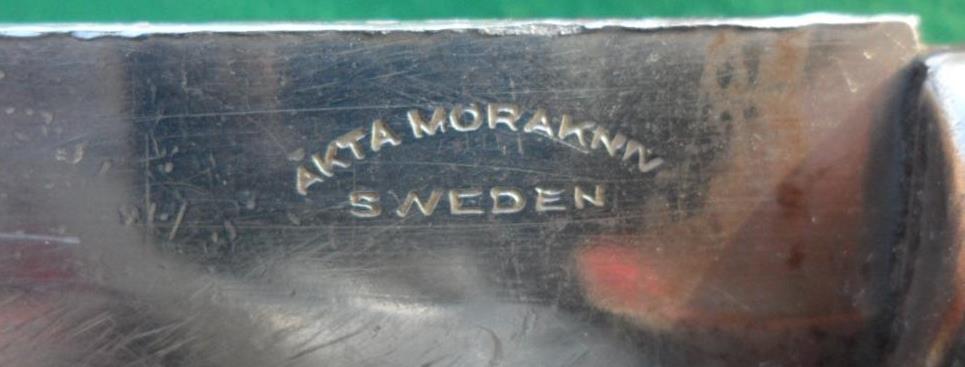 ÄKTA MORAKNIV
SWEDEN